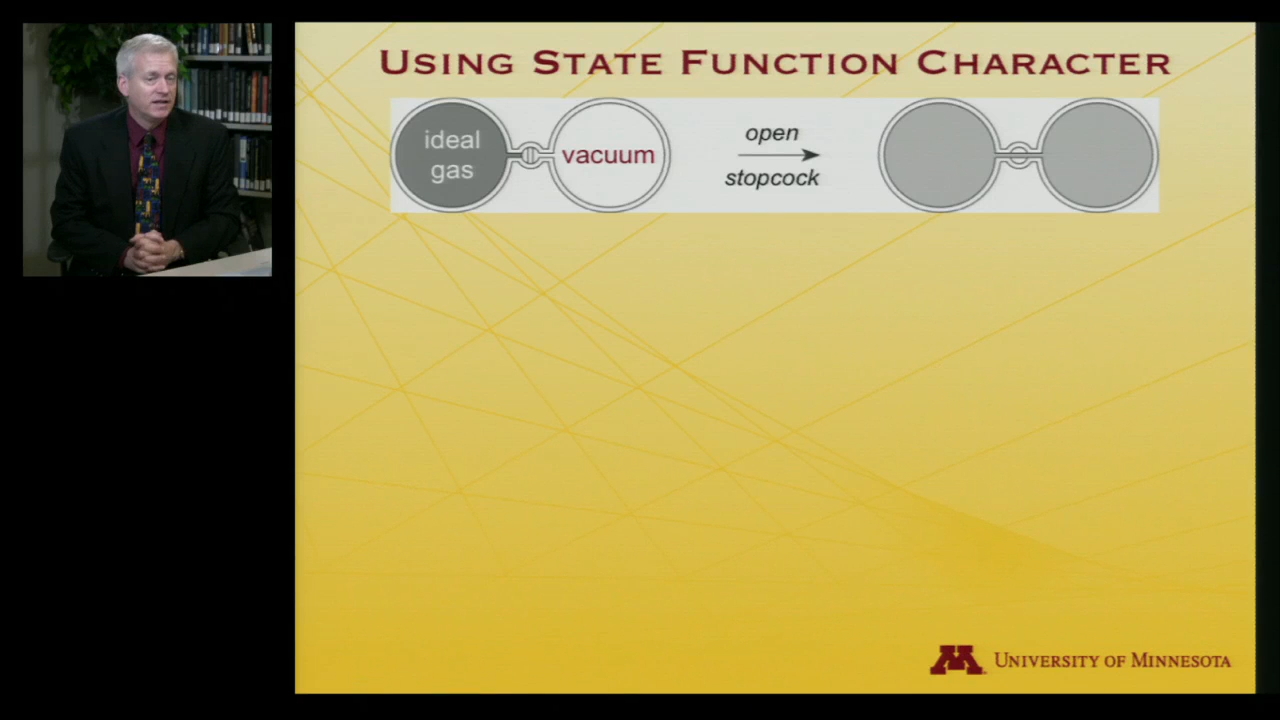 USING STATE FUNCTION CHARACTER
ideal
gas
vacuum
open
stopcock
M
UNIVERSITY OF MINNESOTA